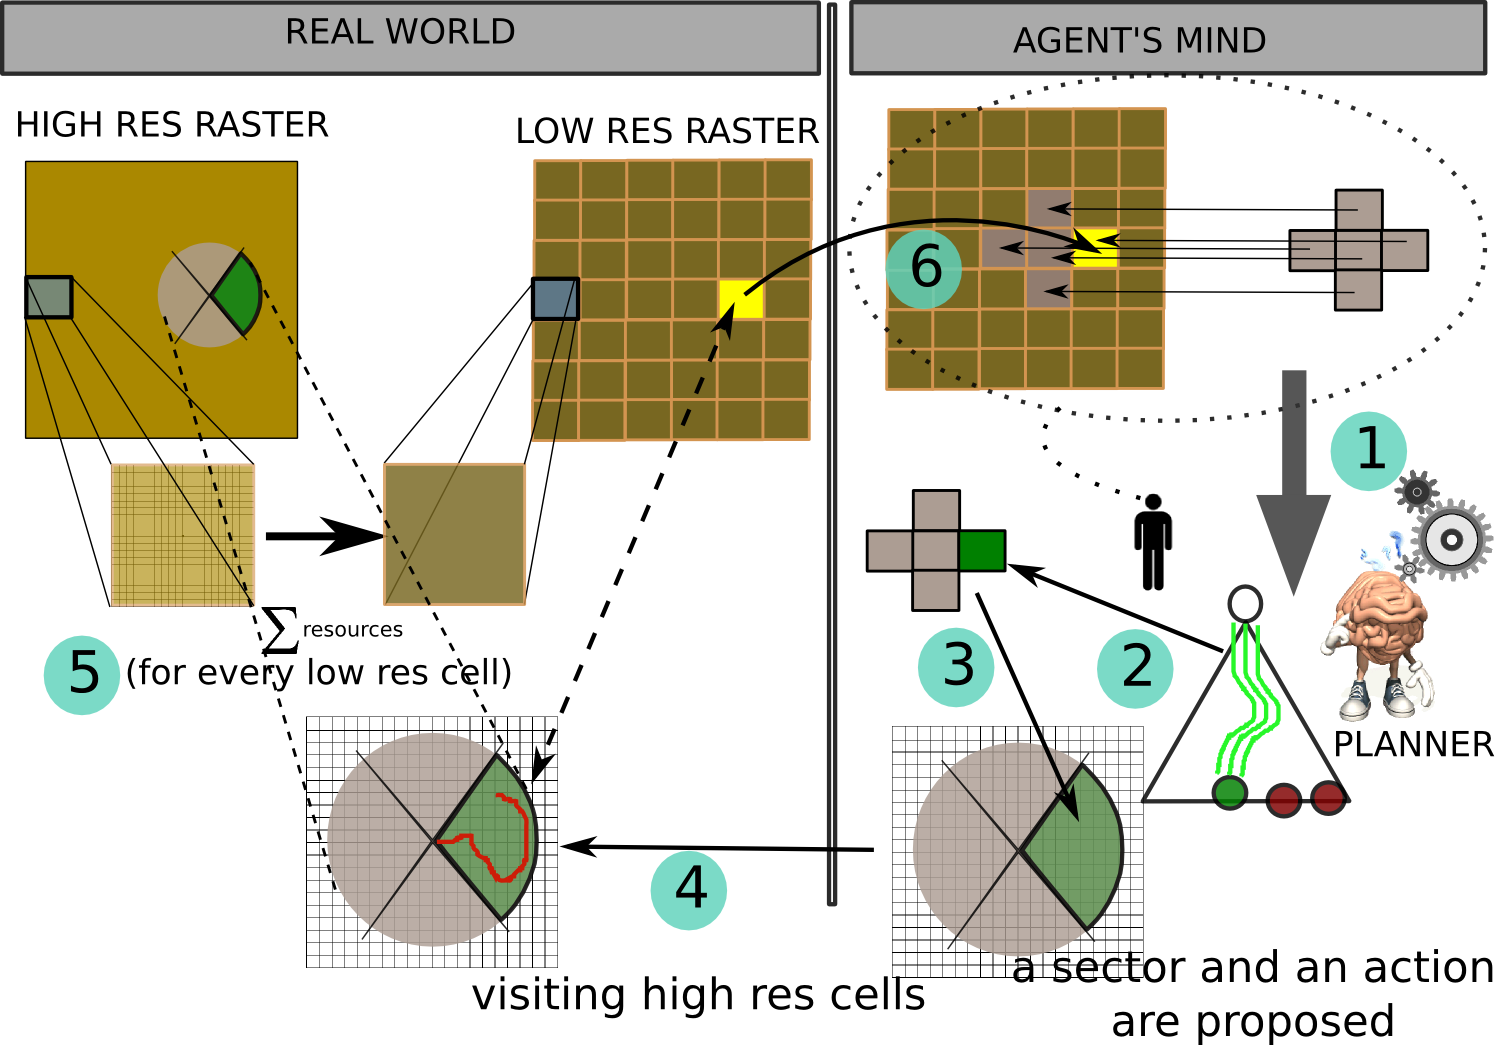 REAL WORLD
AGENT'S MIND
HIGH RES RASTER
LOW RES RASTER
6
1
2
3
PLANNER
5
∑ resources
(for every low res cell)
4
a sector and an action
are proposed
visiting high res cells